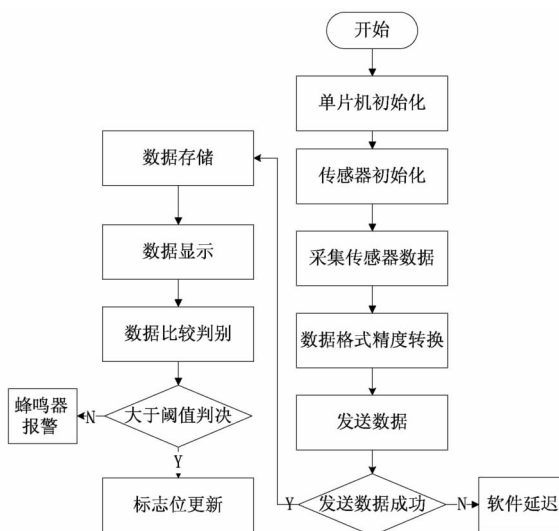 开始
单片机初始化
传感器初始化
采集传感器数据
数据格式精度转换
发送数据
发送数据成功
Y
N
软件延迟
数据存储
数据显示
数据比较判别
大于阈值判决
N
蜂鸣器
报警
Y
标志位更新